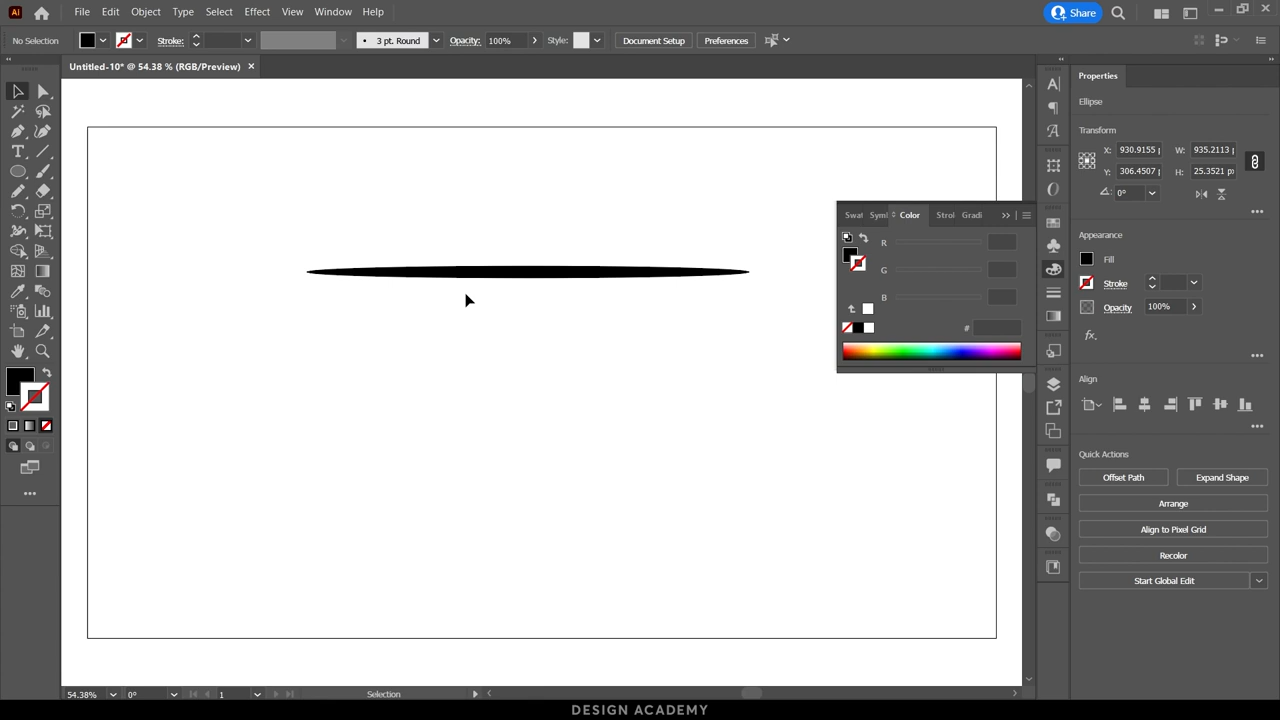 Ai File Edit Object Type Select Effect View Window Help Share
No Selection Stroke: 3 pt. Round Opacity: 100% Style: Document Setup Preferences
Untitled-10* @ 54.38 % (RGB/Preview) ×
Properties
Ellipse
Transform
X: 930.9155 W: 935.2113
Y: 306.4507 H: 25.3521 px
0°
Swat Syml Color Strol Gradi
R
G
B
#
Appearance
Fill
Stroke
Opacity 100%
fx
Align
Quick Actions
Offset Path Expand Shape
Arrange
Align to Pixel Grid
Recolor
Start Global Edit
54.38% 0° 1 Selection
DESIGN ACADEMY